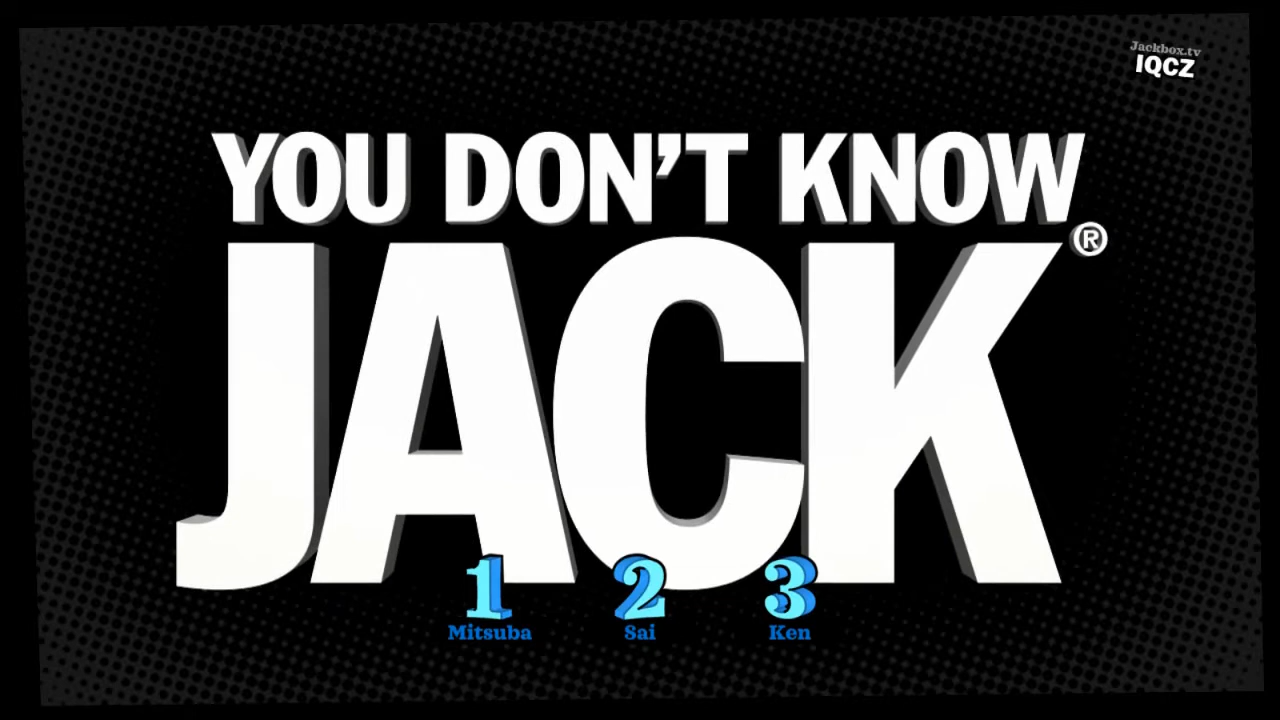 Jackbox.tv
IQCZ
YOU DON'T KNOW
JACK®
1 2 3
Mitsuba Sai Ken